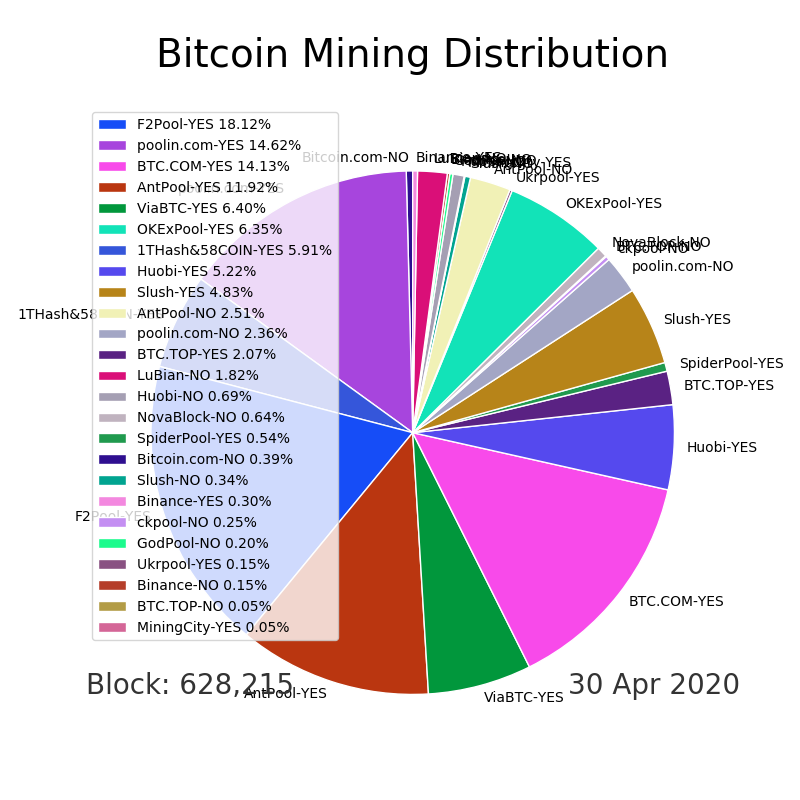 Bitcoin Mining Distribution
F2Pool-YES 18.12%
poolin.com-YES 14.62%
BTC.COM-YES 14.13%
AntPool-YES 11.92%
ViaBTC-YES 6.40%
OKExPool-YES 6.35%
1THash&58COIN-YES 5.91%
Huobi-YES 5.22%
Slush-YES 4.83%
AntPool-NO 2.51%
poolin.com-NO 2.36%
BTC.TOP-YES 2.07%
LuBian-NO 1.82%
Huobi-NO 0.69%
NovaBlock-NO 0.64%
SpiderPool-YES 0.54%
Bitcoin.com-NO 0.39%
Slush-NO 0.34%
Binance-YES 0.30%
ckpool-NO 0.25%
GodPool-NO 0.20%
Ukrpool-YES 0.15%
Binance-NO 0.15%
BTC.TOP-NO 0.05%
MiningCity-YES 0.05%
Bitcoin.com-NO
Binance-YES
AntPool-NO
Ukrpool-YES
OKExPool-YES
NovaBlock-NO
BTC.TOP-NO
ckpool-NO
poolin.com-NO
Slush-YES
SpiderPool-YES
BTC.TOP-YES
Huobi-YES
BTC.COM-YES
ViaBTC-YES
AntPool-YES
F2Pool-YES
1THash&58
Block: 628,215
30 Apr 2020